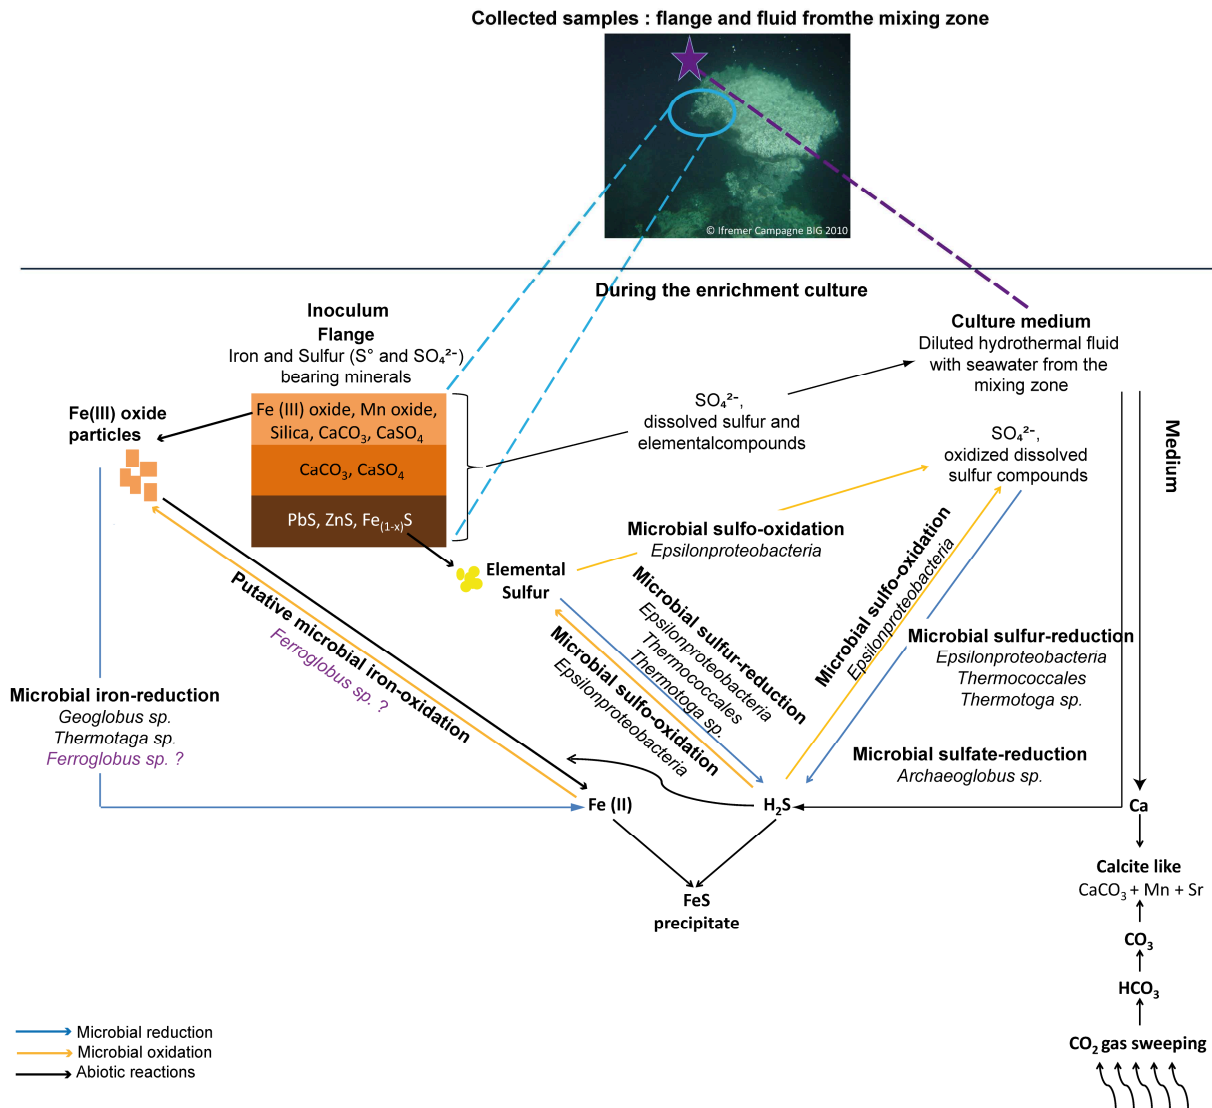 Collected samples : flange and fluid fromthe mixing zone
© Ifremer Campagne BIG 2010
During the enrichment culture
Inoculum
Flange
Iron and Sulfur (S° and SO₄²⁻)
bearing minerals
Culture medium
Diluted hydrothermal fluid
with seawater from the
mixing zone
Fe(III) oxide
particles
Fe (III) oxide, Mn oxide,
Silica, CaCO₃, CaSO₄
CaCO₃, CaSO₄
PbS, ZnS, Fe₍₁₋ₓ₎S
SO₄²⁻,
dissolved sulfur and
elementalcompounds
SO₄²⁻,
oxidized dissolved
sulfur compounds
Medium
Microbial sulfo-oxidation
Epsilonproteobacteria
Elemental
Sulfur
Putative microbial iron-oxidation
Ferroglobus sp. ?
Microbial sulfur-reduction
Epsilonproteobacteria
Thermococcales
Thermotoga sp.
Microbial sulfo-oxidation
Epsilonproteobacteria
Microbial sulfo-oxidation
Epsilonproteobacteria
Microbial sulfur-reduction
Epsilonproteobacteria
Thermococcales
Thermotoga sp.
Microbial iron-reduction
Geoglobus sp.
Thermotaga sp.
Ferroglobus sp. ?
Microbial sulfate-reduction
Archaeoglobus sp.
Fe (II)
H₂S
Ca
FeS
precipitate
Calcite like
CaCO₃ + Mn + Sr
CO₃
HCO₃
CO₂ gas sweeping
Microbial reduction
Microbial oxidation
Abiotic reactions